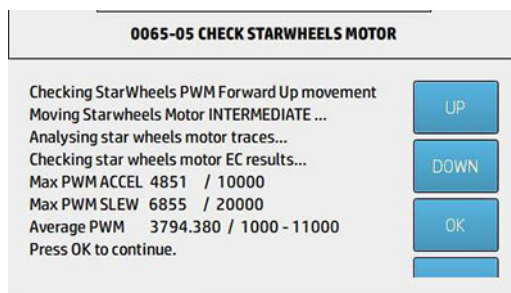 0065-05 CHECK STARWHEELS MOTOR
Checking StarWheels PWM Forward Up movement
Moving Starwheels Motor INTERMEDIATE ...
Analysing star wheels motor traces...
Checking star wheels motor EC results...
Max PWM ACCEL 4851 / 10000
Max PWM SLEW 6855 / 20000
Average PWM 3794.380 / 1000 - 11000
Press OK to continue.
UP
DOWN
OK